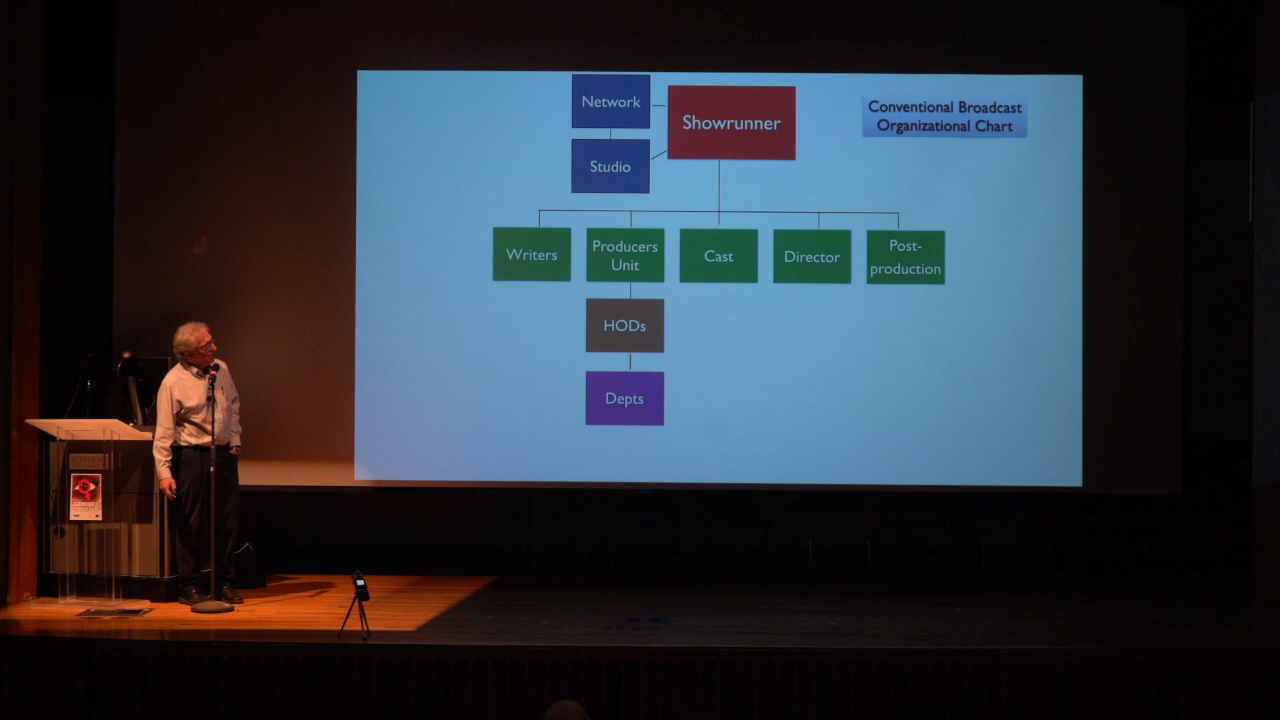 Network
Showrunner
Conventional Broadcast
Organizational Chart
Studio
Writers
Producers
Unit
Cast
Director
Post-
production
HODs
Depts